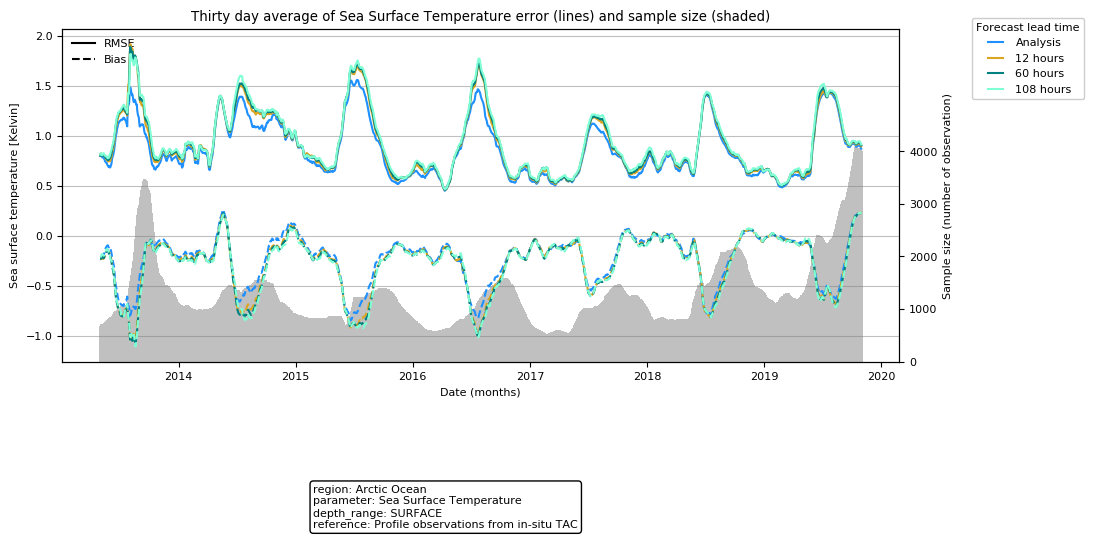 Thirty day average of Sea Surface Temperature error (lines) and sample size (shaded)
Sea surface temperature [Kelvin]
2.0
1.5
1.0
0.5
0.0
−0.5
−1.0
RMSE
Bias
2014
2015
2016
2017
2018
2019
2020
Date (months)
4000
3000
2000
1000
0
Sample size (number of observation)
Forecast lead time
Analysis
12 hours
60 hours
108 hours
region: Arctic Ocean
parameter: Sea Surface Temperature
depth_range: SURFACE
reference: Profile observations from in-situ TAC